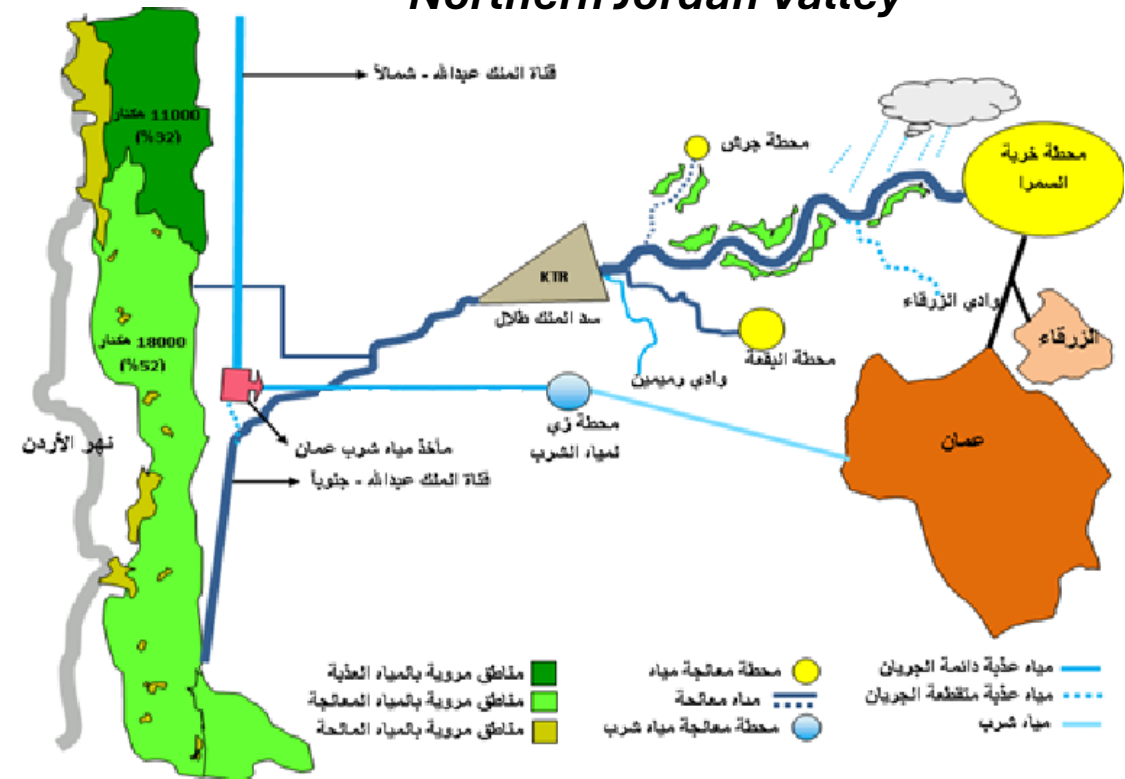 Northern Jordan Valley
قناة الملك عبدالله - شمالاً
11000 هكتار
(%32)
محطة جرش
محطة خربة
السمرا
KTR
سد الملك طلال
وادي الزرقاء
الزرقاء
محطة البقعة
وادي رميمين
18000 هكتار
(%52)
نهر الأردن
مأخذ مياه شرب عمان
محطة زي
لمياه الشرب
عمان
قناة الملك عبدالله - جنوباً
مناطق مروية بالمياه العذبة
مناطق مروية بالمياه المعالجة
مناطق مروية بالمياه المالحة
محطة معالجة مياه
مياه معالجة
محطة معالجة مياه شرب
مياه عذبة دائمة الجريان
مياه عذبة متقطعة الجريان
مياه شرب